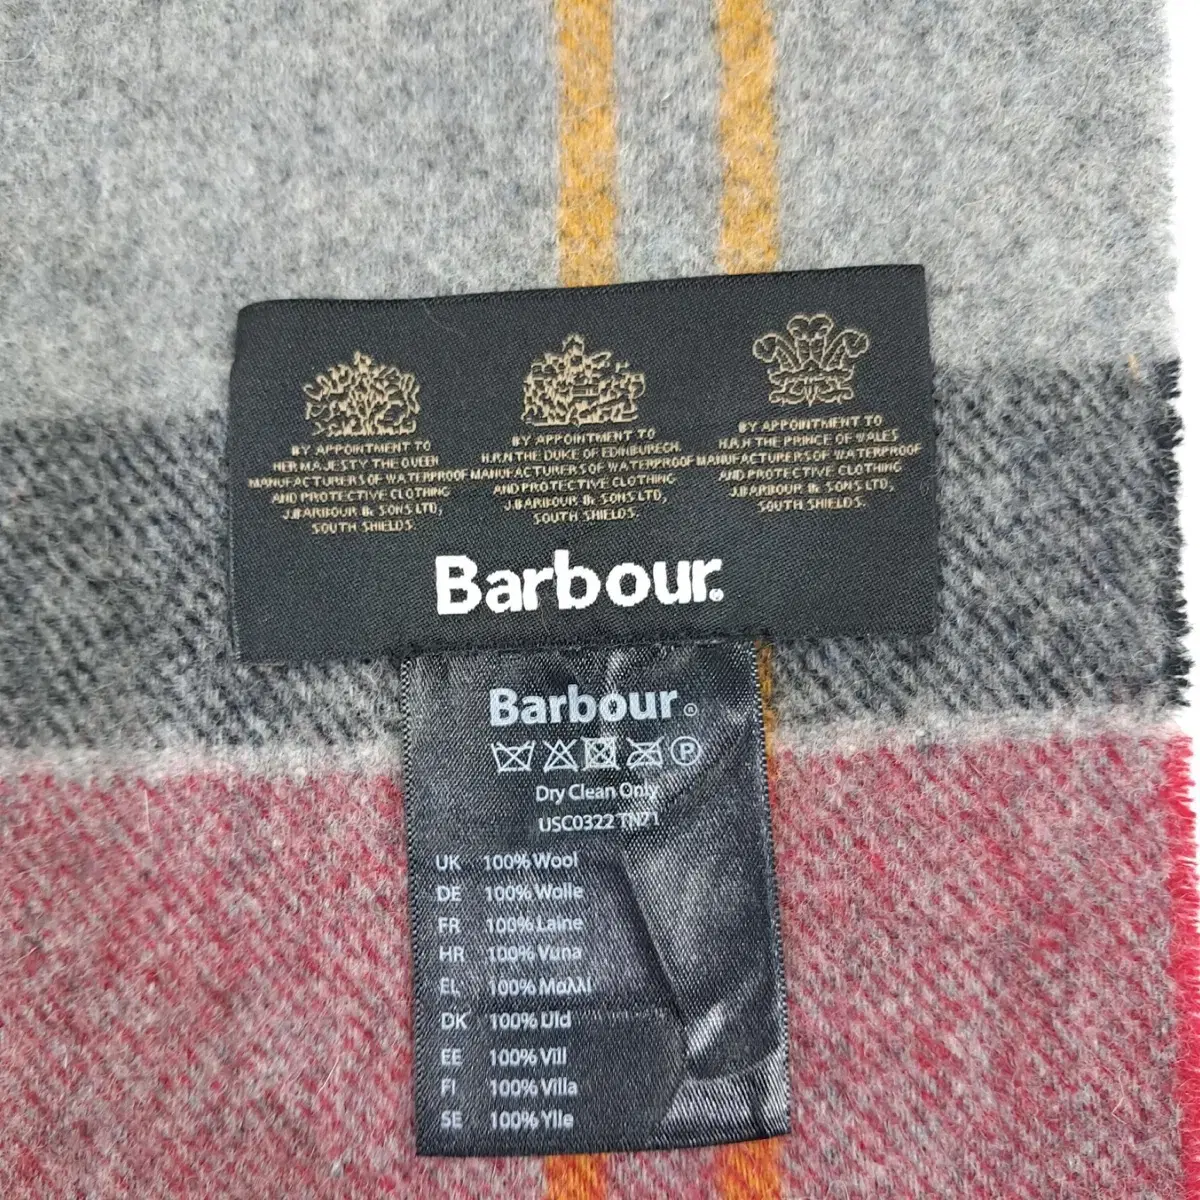 BY APPOINTMENT TO
HER MAJESTY THE QUEEN
MANUFACTURERS OF WATERPROOF
AND PROTECTIVE CLOTHING
J.BARBOUR & SONS LTD,
SOUTH SHIELDS.
BY APPOINTMENT TO
H.R.H THE DUKE OF EDINBURGH.
MANUFACTURERS OF WATERPROOF
AND PROTECTIVE CLOTHING
J.BARBOUR & SONS LTD,
SOUTH SHIELDS.
BY APPOINTMENT TO
H.R.H THE PRINCE OF WALES
MANUFACTURERS OF WATERPROOF
AND PROTECTIVE CLOTHING
J.BARBOUR & SONS LTD,
SOUTH SHIELDS.
Barbour.®
Barbour®
P
Dry Clean Only
USC0322TN71
UK 100% Wool
DE 100% Wolle
FR 100% Laine
HR 100% Vuna
EL 100% Μαλλί
DK 100% Uld
EE 100% Vill
FI 100% Villa
SE 100% Ylle